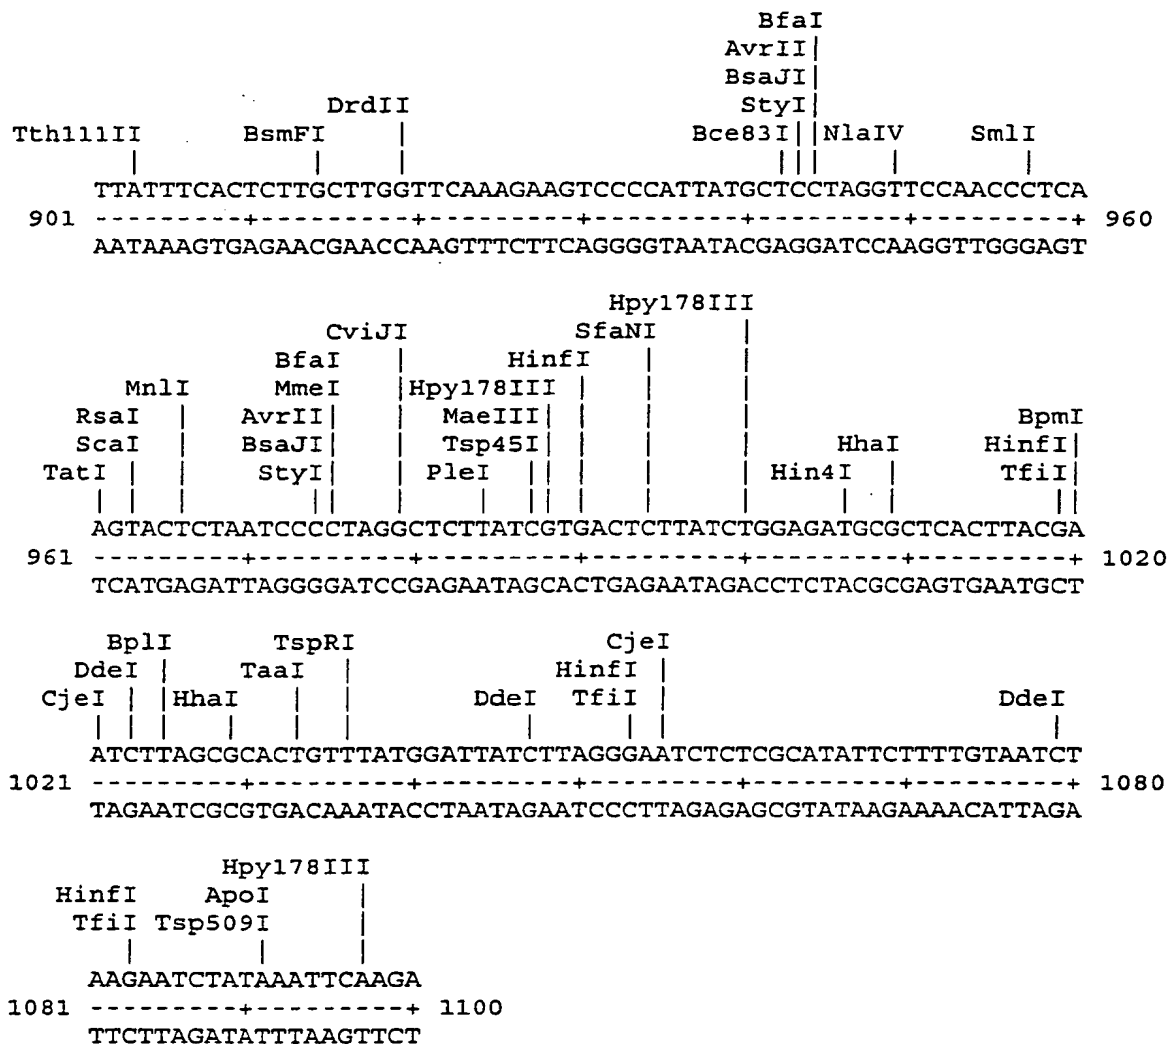 BfaI
AvrII|
BsaJI|
DrdII StyI|
Tth111II BsmFI | Bce83I|| NlaIV SmlI
| | | | || | |
TTATTTCACTCTTGCTTGGTTCAAAGAAGTCCCCATTATGCTCCTAGGTTCCAACCCTCA
901 ---------+---------+---------+---------+---------+---------+ 960
AATAAAGTGAGAACGAACCAAGTTTCTTCAGGGGTAATACGAGGATCCAAGGTTGGGAGT
Hpy178III
CviJI SfaNI |
BfaI | HinfI | |
MnlI MmeI |Hpy178III | | |
RsaI | AvrII| | MaeIII| | | | BpmI
ScaI | BsaJI| | Tsp45I| | | | HhaI HinfI|
TatI | | StyI| | PleI || | | | Hin4I | TfiI|
| | | || | | || | | | | | ||
AGTACTCTAATCCCCTAGGCTCTTATCGTGACTCTTATCTGGAGATGCGCTCACTTACGA
961 ---------+---------+---------+---------+---------+---------+ 1020
TCATGAGATTAGGGGATCCGAGAATAGCACTGAGAATAGACCTCTACGCGAGTGAATGCT
BplI TspRI CjeI
DdeI | TaaI | HinfI |
CjeI | | HhaI | | DdeI TfiI | DdeI
| | | | | | | | | |
ATCTTAGCGCACTGTTTATGGATTATCTTAGGGAATCTCTCGCATATTCTTTTGTAATCT
1021 ---------+---------+---------+---------+---------+---------+ 1080
TAGAATCGCGTGACAAATACCTAATAGAATCCCTTAGAGAGCGTATAAGAAAACATTAGA
Hpy178III
HinfI ApoI |
TfiI Tsp509I |
| | |
AAGAATCTATAAATTCAAGA
1081 ---------+---------+ 1100
TTCTTAGATATTTAAGTTCT